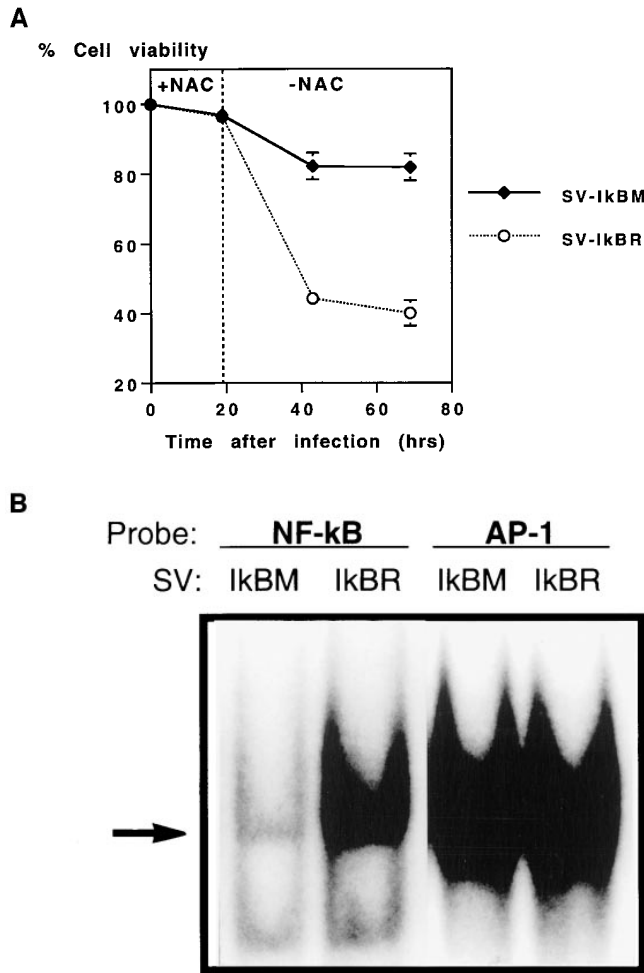 A
% Cell viability
+NAC -NAC
100
80
60
40
20
0 20 40 60 80
Time after infection (hrs)
SV-IkBM
SV-IkBR
B
Probe: NF-kB AP-1
SV: IkBM IkBR IkBM IkBR